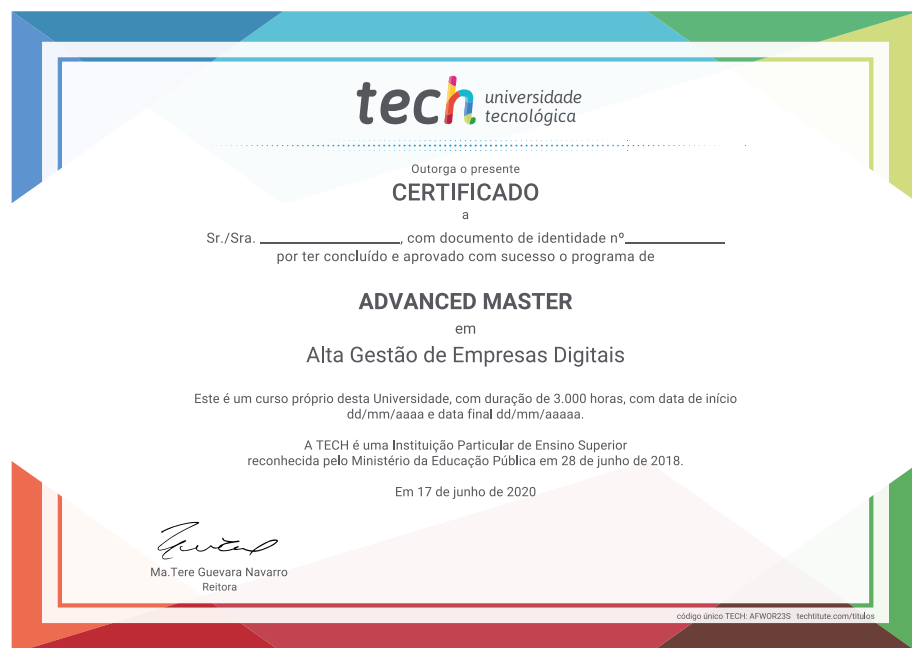 tech universidade
tecnológica
Outorga o presente
CERTIFICADO
a
Sr./Sra. ____________________, com documento de identidade nº______________
por ter concluído e aprovado com sucesso o programa de
ADVANCED MASTER
em
Alta Gestão de Empresas Digitais
Este é um curso próprio desta Universidade, com duração de 3.000 horas, com data de início
dd/mm/aaaa e data final dd/mm/aaaaa.
A TECH é uma Instituição Particular de Ensino Superior
reconhecida pelo Ministério da Educação Pública em 28 de junho de 2018.
Em 17 de junho de 2020
Ma.Tere Guevara Navarro
Reitora
código único TECH: AFWOR23S techtitute.com/titulos